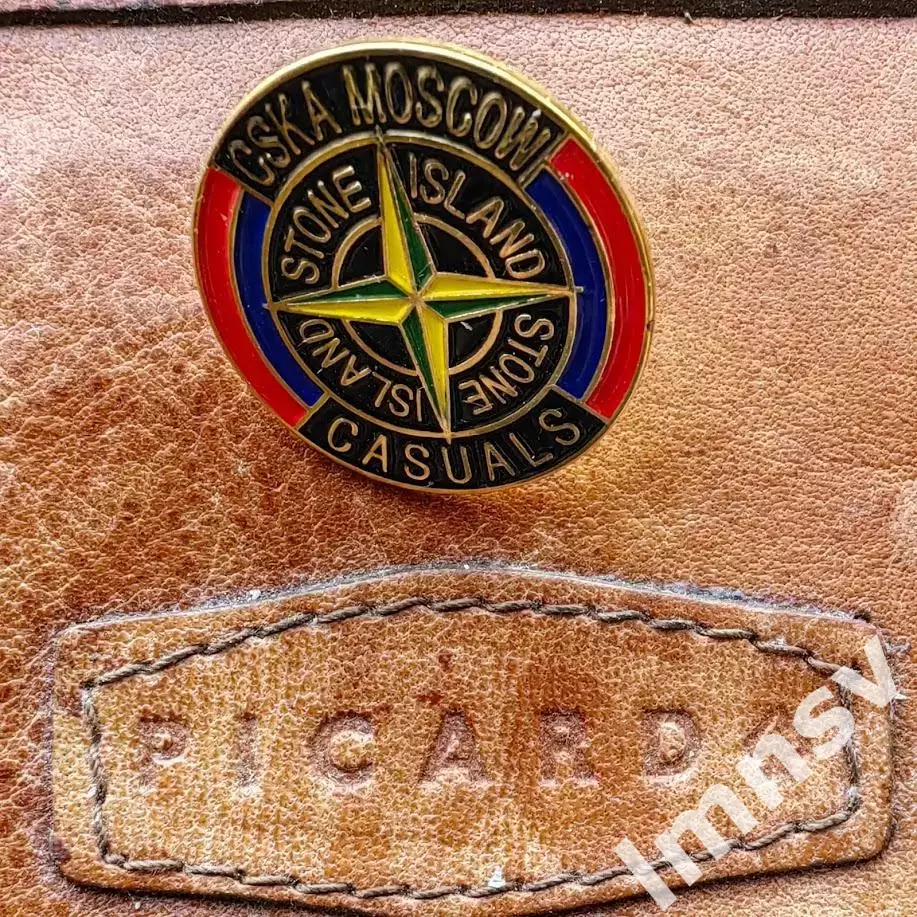 CSKA MOSCOW
STONE ISLAND
STONE ISLAND
CASUALS
PICARD
lmnsv